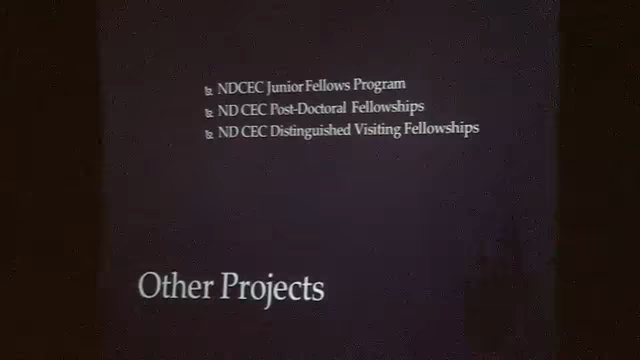 NDCEC Junior Fellows Program
ND CEC Post-Doctoral Fellowships
ND CEC Distinguished Visiting Fellowships
Other Projects